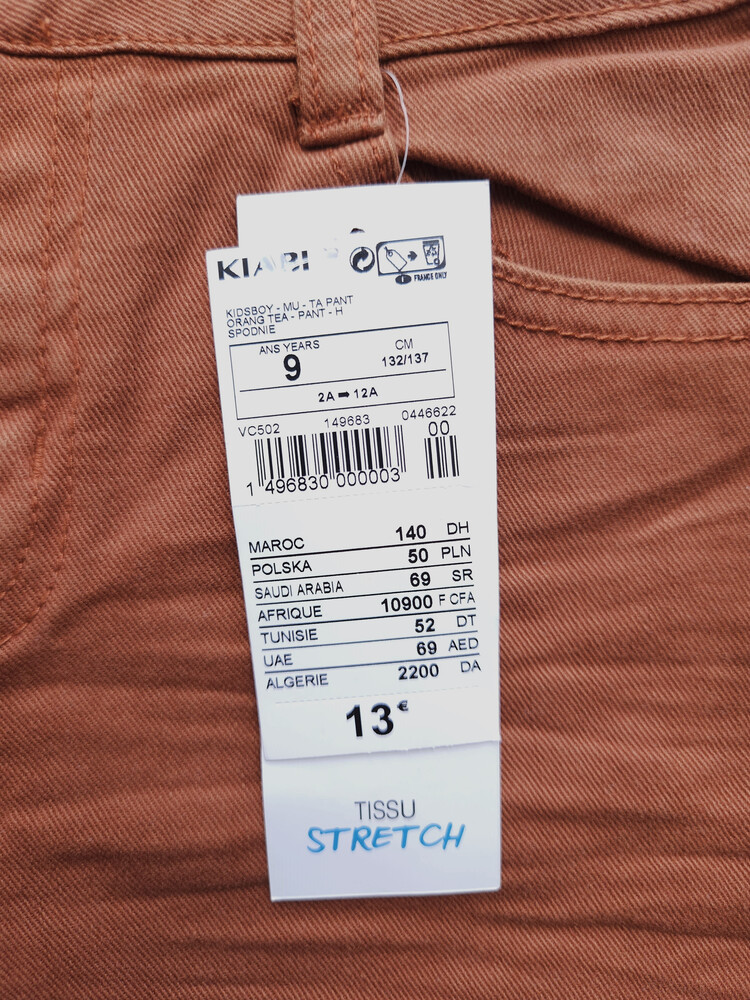 KIABI
FRANCE ONLY
KIDSBOY - MU - TA PANT
ORANG TEA - PANT - H
SPODNIE
ANS YEARS CM
9 132/137
2A ➡ 12A
VC502 149683 0446622
00
1 496830 000003
MAROC 140 DH
POLSKA 50 PLN
SAUDI ARABIA 69 SR
AFRIQUE 10900 F CFA
TUNISIE 52 DT
UAE 69 AED
ALGERIE 2200 DA
13€
TISSU
STRETCH